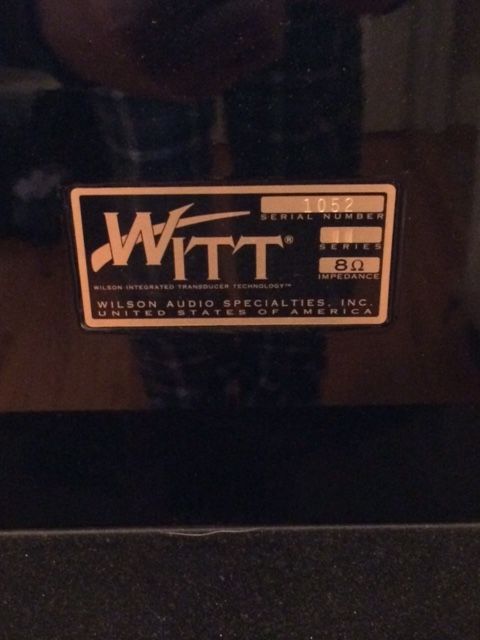 WITT®
WILSON INTEGRATED TRANSDUCER TECHNOLOGY™
1052
SERIAL NUMBER
II
SERIES
8Ω
IMPEDANCE
WILSON AUDIO SPECIALTIES, INC.
UNITED STATES OF AMERICA